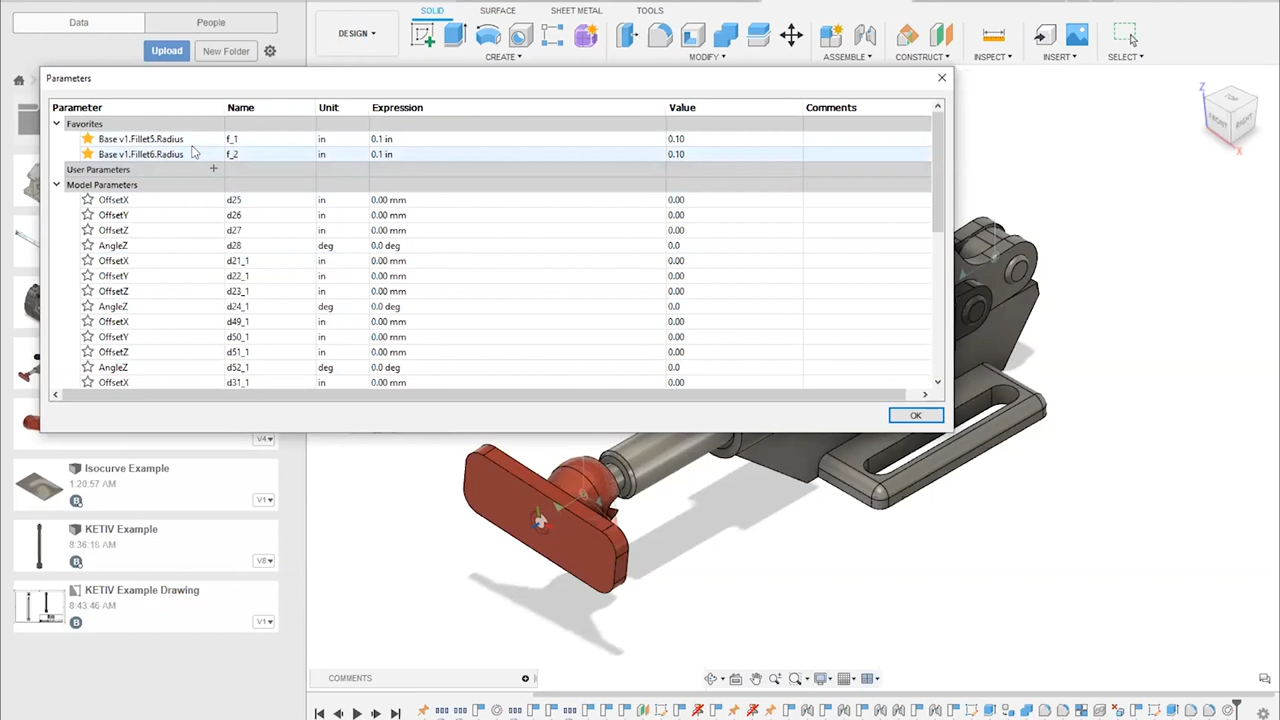 Data People
SOLID SURFACE SHEET METAL TOOLS
DESIGN
Upload New Folder
CREATE MODIFY ASSEMBLE CONSTRUCT INSPECT INSERT SELECT
Parameters
Parameter Name Unit Expression Value Comments
Favorites
Base v1.Fillet5.Radius f_1 in 0.1 in 0.10
Base v1.Fillet6.Radius f_2 in 0.1 in 0.10
User Parameters +
Model Parameters
OffsetX d25 in 0.00 mm 0.00
OffsetY d26 in 0.00 mm 0.00
OffsetZ d27 in 0.00 mm 0.00
AngleZ d28 deg 0.0 deg 0.0
OffsetX d21_1 in 0.00 mm 0.00
OffsetY d22_1 in 0.00 mm 0.00
OffsetZ d23_1 in 0.00 mm 0.00
AngleZ d24_1 deg 0.0 deg 0.0
OffsetX d49_1 in 0.00 mm 0.00
OffsetY d50_1 in 0.00 mm 0.00
OffsetZ d51_1 in 0.00 mm 0.00
AngleZ d52_1 deg 0.0 deg 0.0
OffsetX d31_1 in 0.00 mm 0.00
OK
Z
TOP
FRONT RIGHT
X
V4
Isocurve Example
1:20:57 AM
B V1
KETIV Example
8:36:18 AM
B V8
KETIV Example Drawing
8:43:46 AM
B V1
COMMENTS